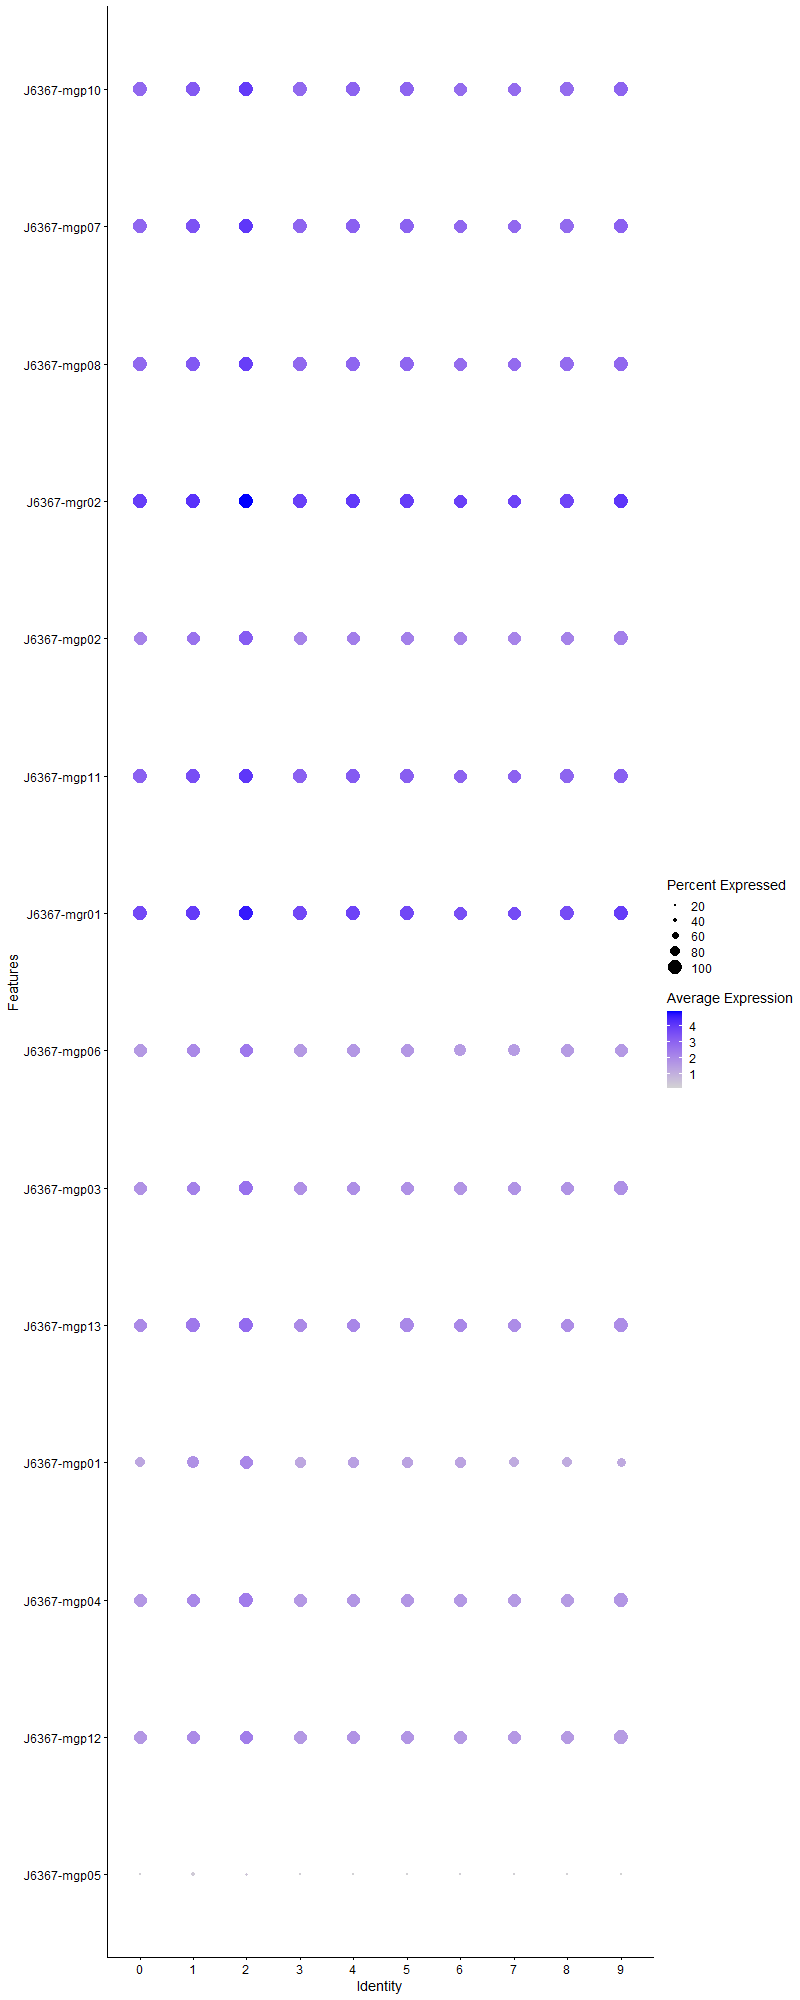 J6367-mgp10
J6367-mgp07
J6367-mgp08
J6367-mgr02
J6367-mgp02
J6367-mgp11
J6367-mgr01
J6367-mgp06
J6367-mgp03
J6367-mgp13
J6367-mgp01
J6367-mgp04
J6367-mgp12
J6367-mgp05
Features
0 1 2 3 4 5 6 7 8 9
Identity
Percent Expressed
20
40
60
80
100
Average Expression
4
3
2
1